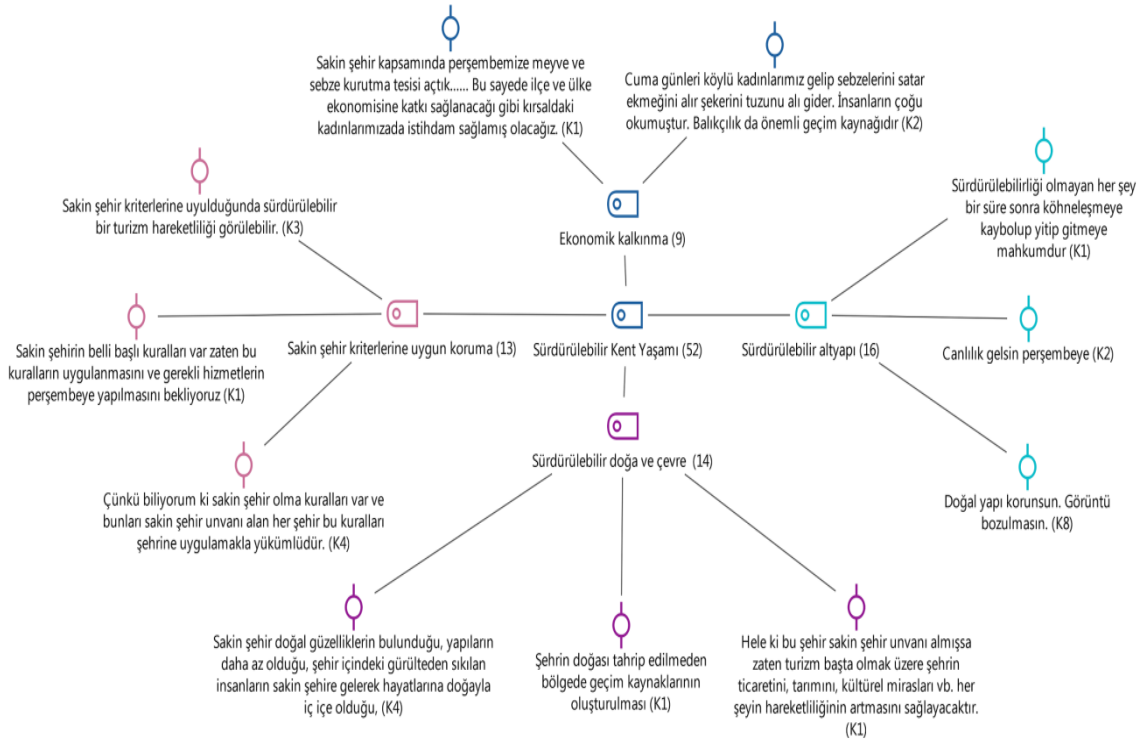 Sakin şehir kapsamında perşembemize meyve ve
sebze kurutma tesisi açtık...... Bu sayede ilçe ve ülke
ekonomisine katkı sağlanacağı gibi kırsaldaki
kadınlarımızada istihdam sağlamış olacağız. (K1)
Cuma günleri köylü kadınlarımız gelip sebzelerini satar
ekmeğini alır şekerini tuzunu alı gider. İnsanların çoğu
okumuştur. Balıkçılık da önemli geçim kaynağıdır (K2)
Sakin şehir kriterlerine uyulduğunda sürdürülebilir
bir turizm hareketliliği görülebilir. (K3)
Sürdürülebilirliği olmayan her şey
bir süre sonra köhneleşmeye
kaybolup yitip gitmeye
mahkumdur (K1)
Ekonomik kalkınma (9)
Sakin şehirin belli başlı kuralları var zaten bu
kuralların uygulanmasını ve gerekli hizmetlerin
perşembeye yapılmasını bekliyoruz (K1)
Sakin şehir kriterlerine uygun koruma (13)
Sürdürülebilir Kent Yaşamı (52)
Sürdürülebilir altyapı (16)
Canlılık gelsin perşembeye (K2)
Sürdürülebilir doğa ve çevre (14)
Çünkü biliyorum ki sakin şehir olma kuralları var ve
bunları sakin şehir unvanı alan her şehir bu kuralları
şehrine uygulamakla yükümlüdür. (K4)
Doğal yapı korunsun. Görüntü
bozulmasın. (K8)
Sakin şehir doğal güzelliklerin bulunduğu, yapıların
daha az olduğu, şehir içindeki gürülteden sıkılan
insanların sakin şehire gelerek hayatlarına doğayla
iç içe olduğu, (K4)
Şehrin doğası tahrip edilmeden
bölgede geçim kaynaklarının
oluşturulması (K1)
Hele ki bu şehir sakin şehir unvanı almışsa
zaten turizm başta olmak üzere şehrin
ticaretini, tarımını, kültürel mirasları vb. her
şeyin hareketliliğinin artmasını sağlayacaktır.
(K1)